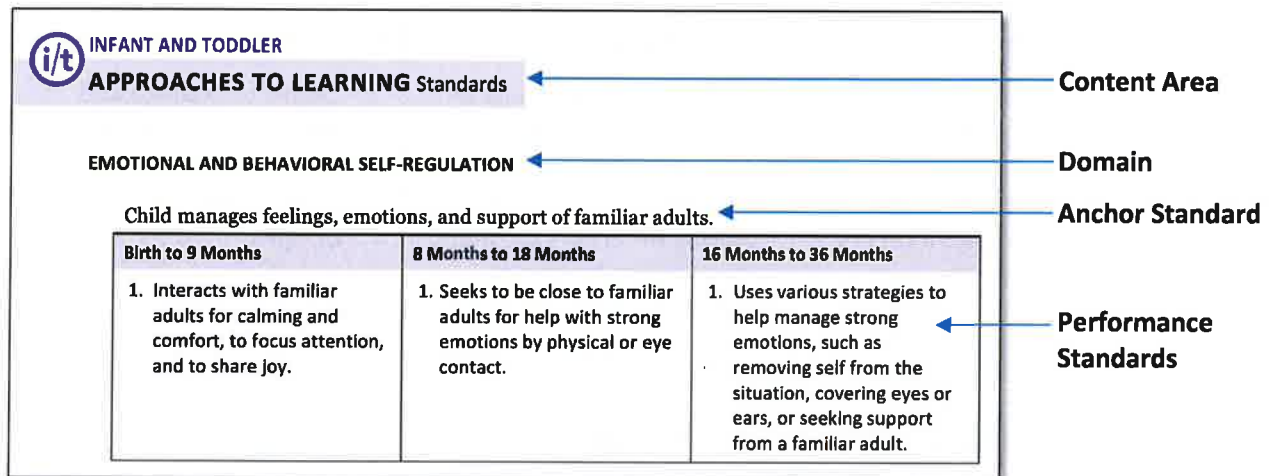 i/t
INFANT AND TODDLER
APPROACHES TO LEARNING Standards
Content Area
EMOTIONAL AND BEHAVIORAL SELF-REGULATION
Domain
Child manages feelings, emotions, and support of familiar adults.
Anchor Standard
Birth to 9 Months
1. Interacts with familiar
adults for calming and
comfort, to focus attention,
and to share joy.
8 Months to 18 Months
1. Seeks to be close to familiar
adults for help with strong
emotions by physical or eye
contact.
16 Months to 36 Months
1. Uses various strategies to
help manage strong
emotions, such as
removing self from the
situation, covering eyes or
ears, or seeking support
from a familiar adult.
Performance
Standards